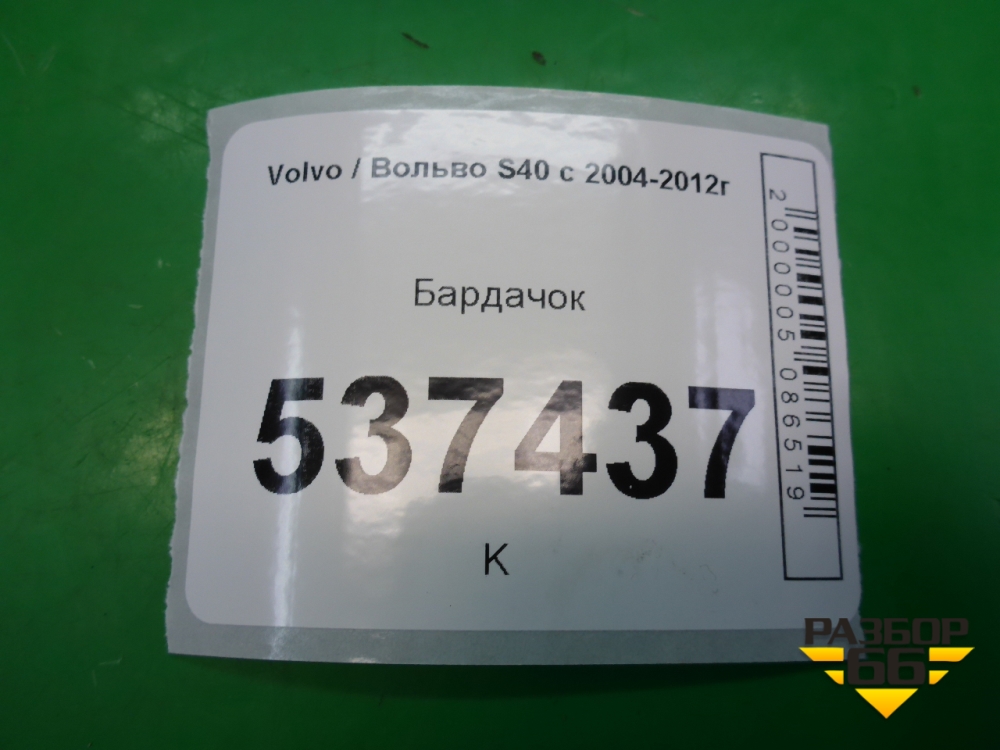 Volvo / Вольво S40 с 2004-2012г
Бардачок
537437
К
2000005086519
РАЗБОР
66